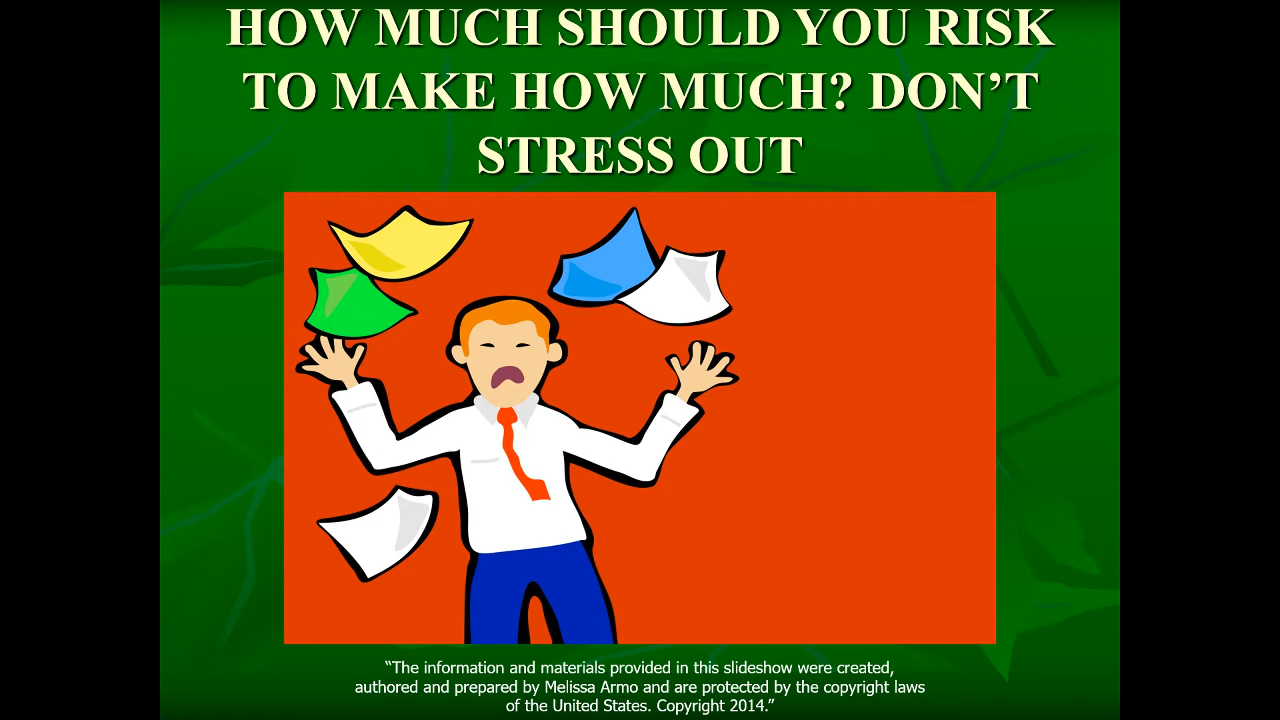 HOW MUCH SHOULD YOU RISK
TO MAKE HOW MUCH? DON’T
STRESS OUT
“The information and materials provided in this slideshow were created,
authored and prepared by Melissa Armo and are protected by the copyright laws
of the United States. Copyright 2014.”